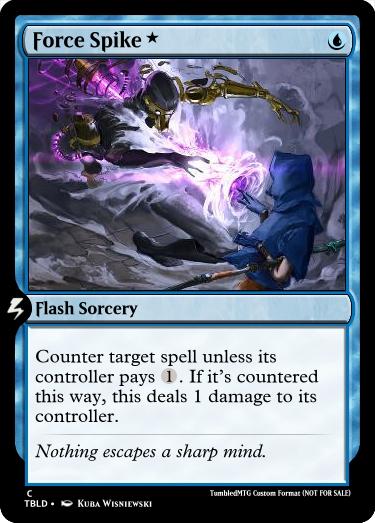 Force Spike ★
Flash Sorcery
Counter target spell unless its
controller pays 1. If it's countered
this way, this deals 1 damage to its
controller.
Nothing escapes a sharp mind.
C
TBLD • Kuba Wisniewski
TumbledMTG Custom Format (NOT FOR SALE)